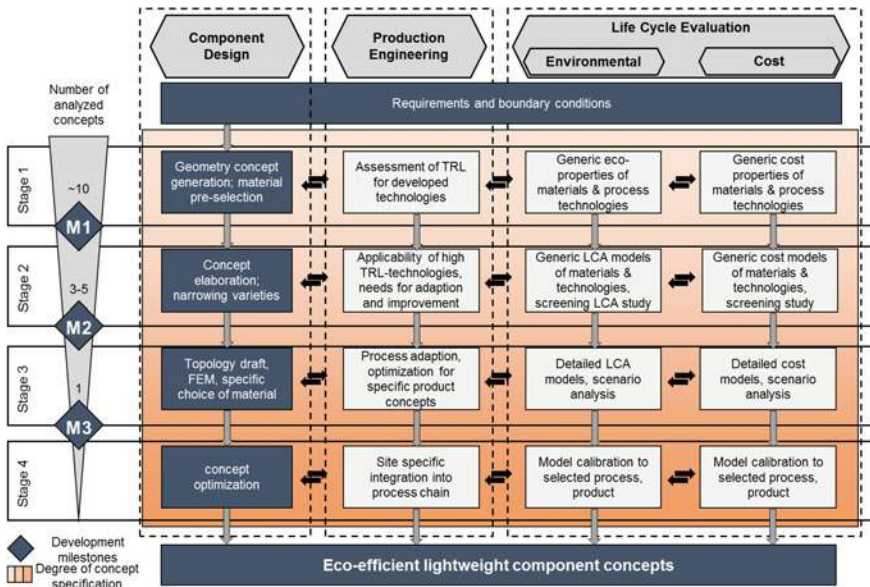 Component
Design
Production
Engineering
Life Cycle Evaluation
Environmental
Cost
Number of
analyzed
concepts
Requirements and boundary conditions
Stage 1
~10
Geometry concept
generation; material
pre-selection
Assessment of TRL
for developed
technologies
Generic eco-
properties of
materials & process
technologies
Generic cost
properties of
materials & process
technologies
M1
Stage 2
3-5
Concept
elaboration;
narrowing varieties
Applicability of high
TRL-technologies,
needs for adaption
and improvement
Generic LCA models
of materials &
technologies,
screening LCA study
Generic cost models
of materials &
technologies,
screening study
M2
Stage 3
1
Topology draft,
FEM, specific
choice of material
Process adaption,
optimization for
specific product
concepts
Detailed LCA
models, scenario
analysis
Detailed cost
models, scenario
analysis
M3
Stage 4
concept
optimization
Site specific
integration into
process chain
Model calibration to
selected process,
product
Model calibration to
selected process,
product
Development
milestones
Degree of concept
specification
Eco-efficient lightweight component concepts